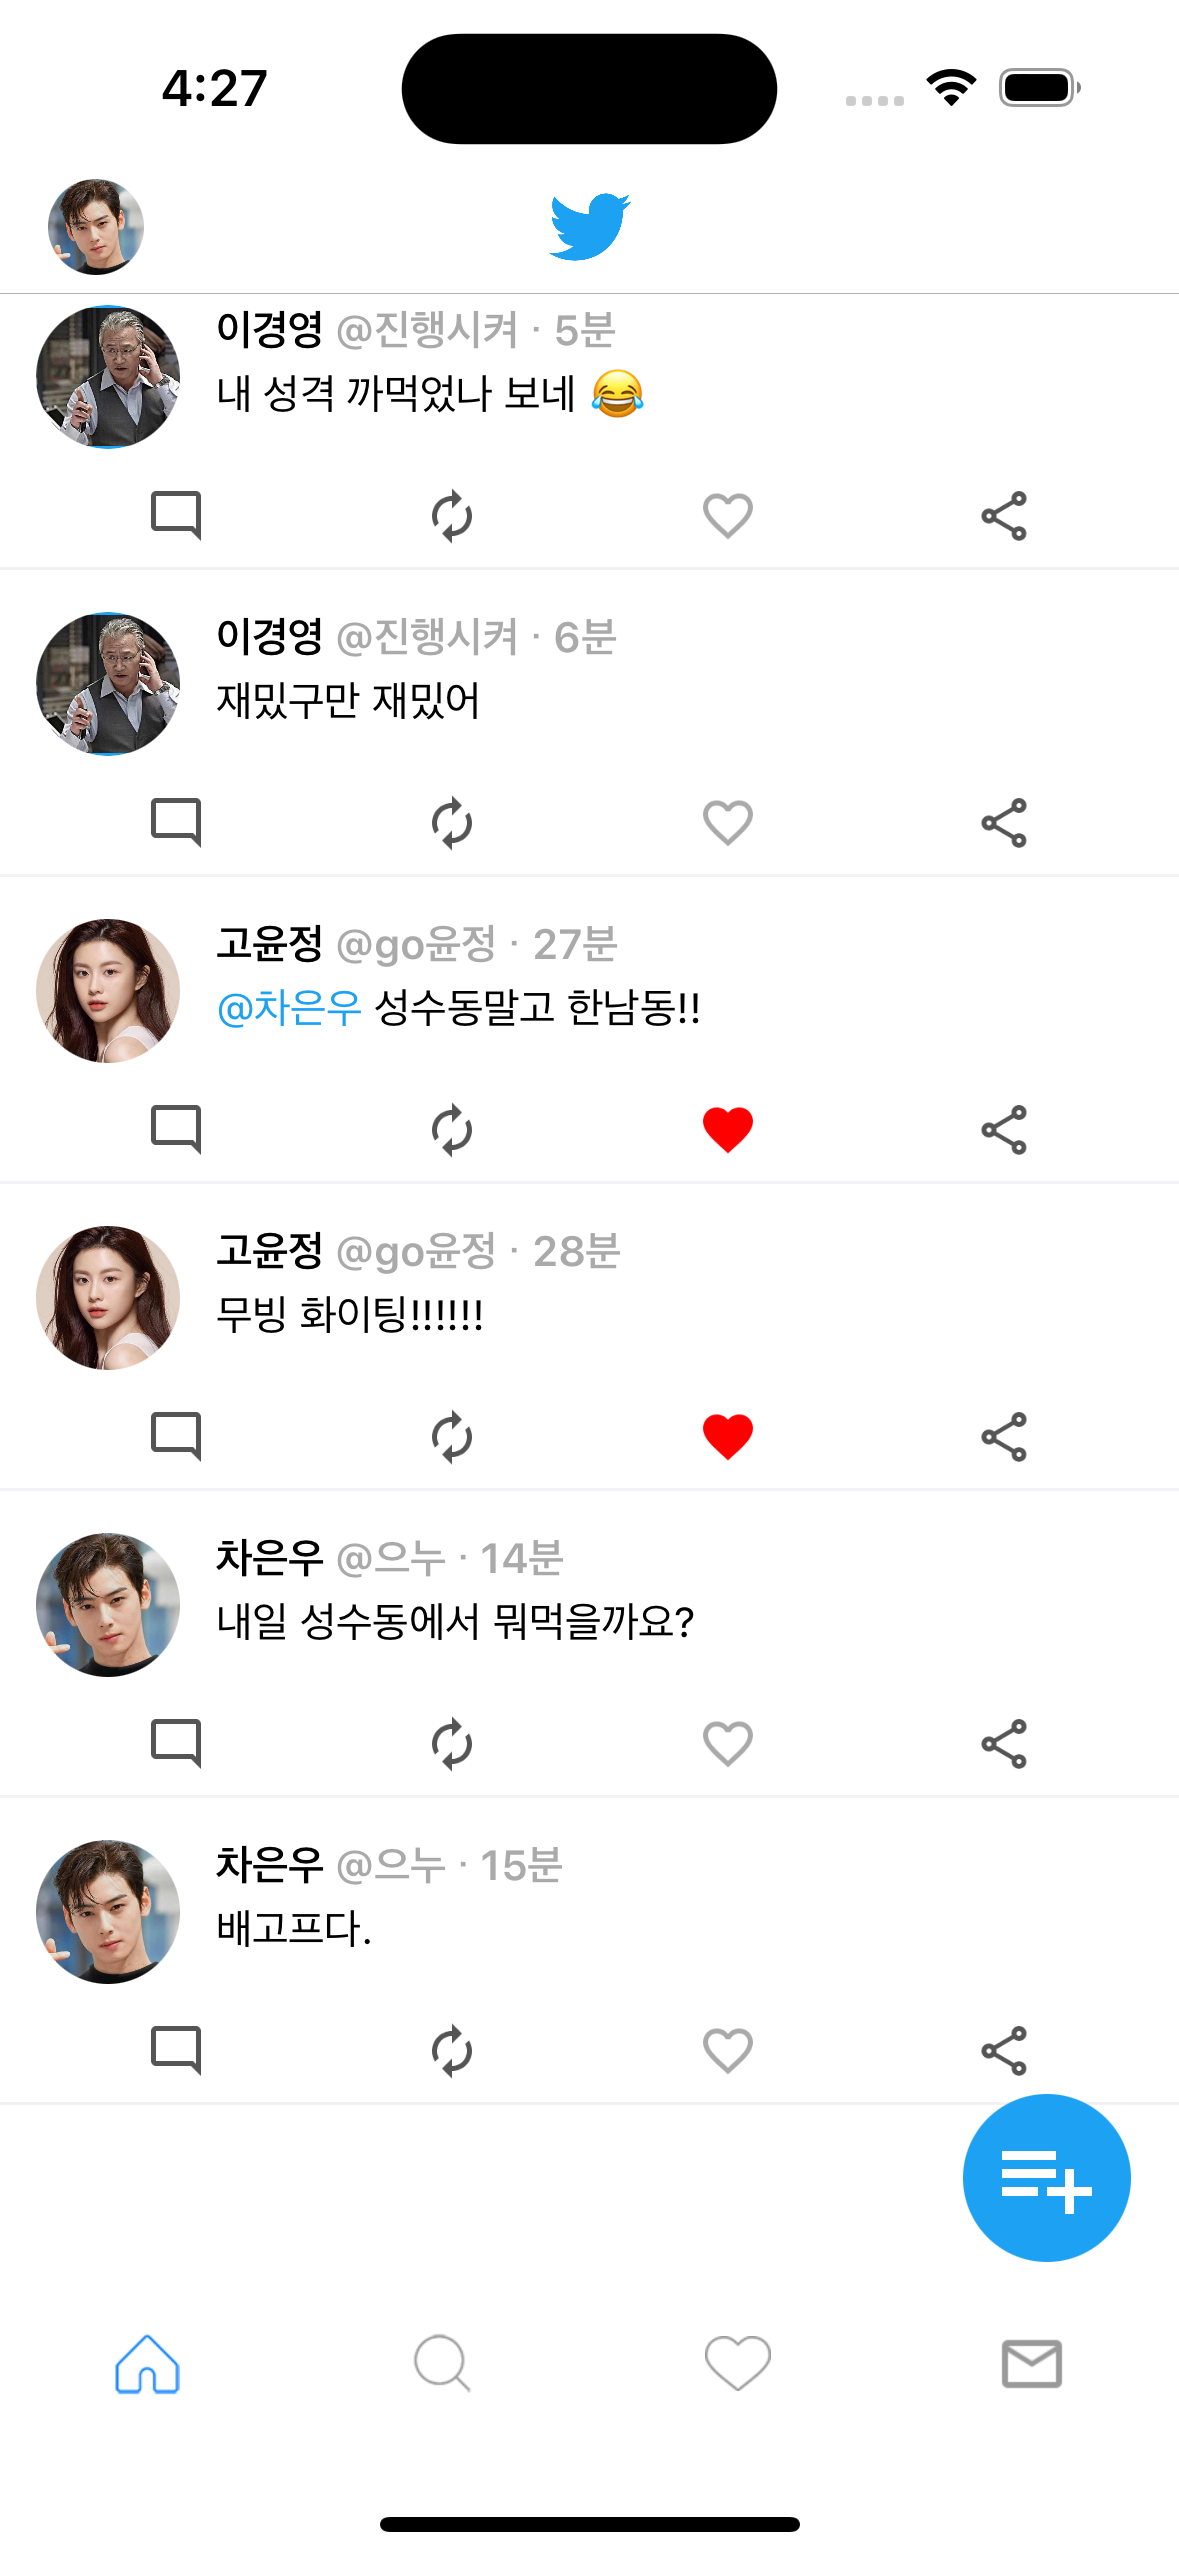 4:27
이경영 @진행시켜 · 5분
내 성격 까먹었나 보네 😂
이경영 @진행시켜 · 6분
재밌구만 재밌어
고윤정 @go윤정 · 27분
@차은우 성수동말고 한남동!!
고윤정 @go윤정 · 28분
무빙 화이팅!!!!!!
차은우 @으누 · 14분
내일 성수동에서 뭐먹을까요?
차은우 @으누 · 15분
배고프다.